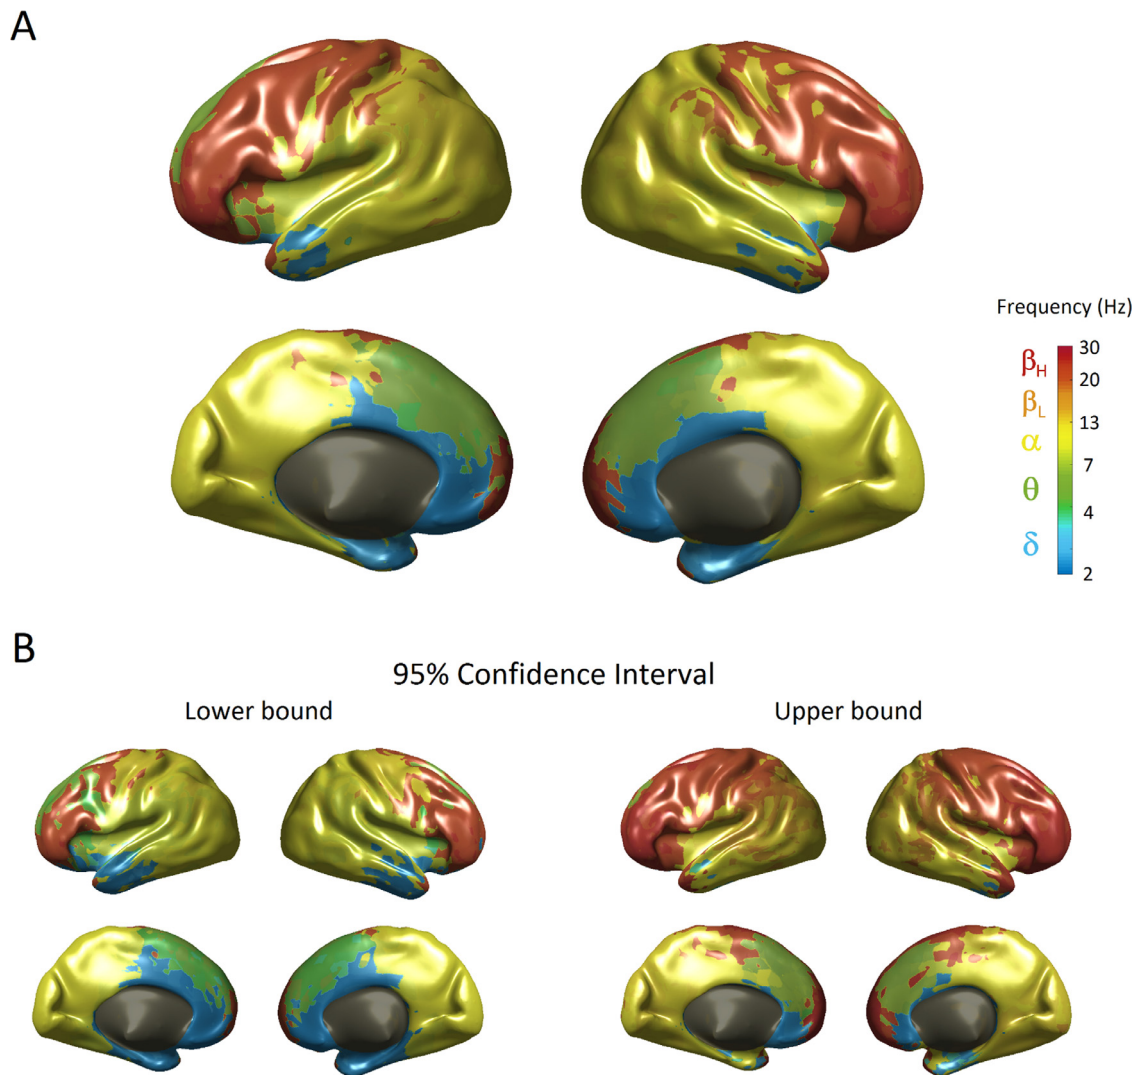 A
Frequency (Hz)
βH 30
20
βL 13
α
7
θ
4
δ
2
B
95% Confidence Interval
Lower bound Upper bound